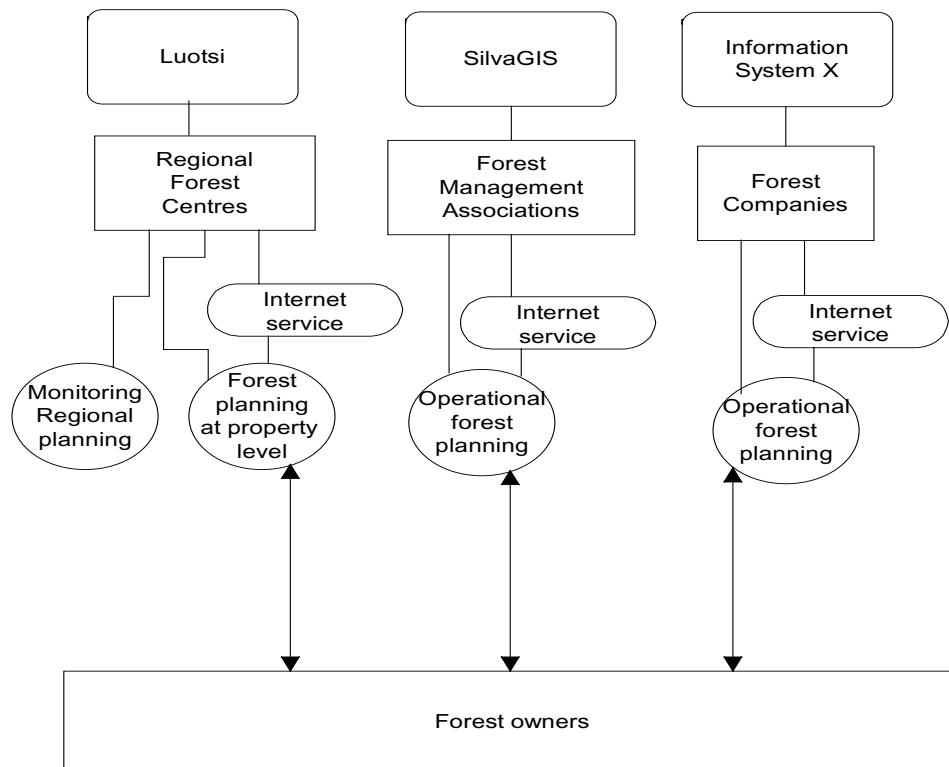 Luotsi
SilvaGIS
Information
System X
Regional
Forest
Centres
Forest
Management
Associations
Forest
Companies
Internet
service
Internet
service
Internet
service
Monitoring
Regional
planning
Forest
planning
at property
level
Operational
forest
planning
Operational
forest
planning
Forest owners